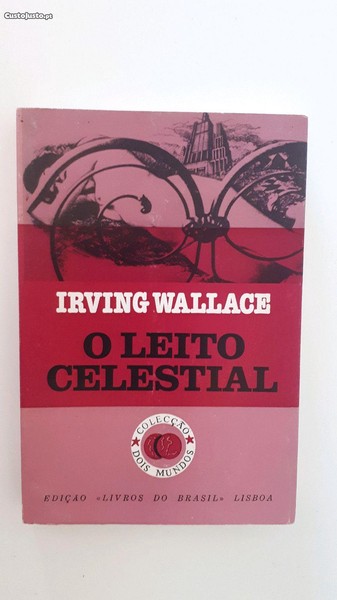 CustoJusto.pt
IRVING WALLACE
O LEITO
CELESTIAL
COLECÇÃO
DOIS MUNDOS
EDIÇÃO «LIVROS DO BRASIL» LISBOA